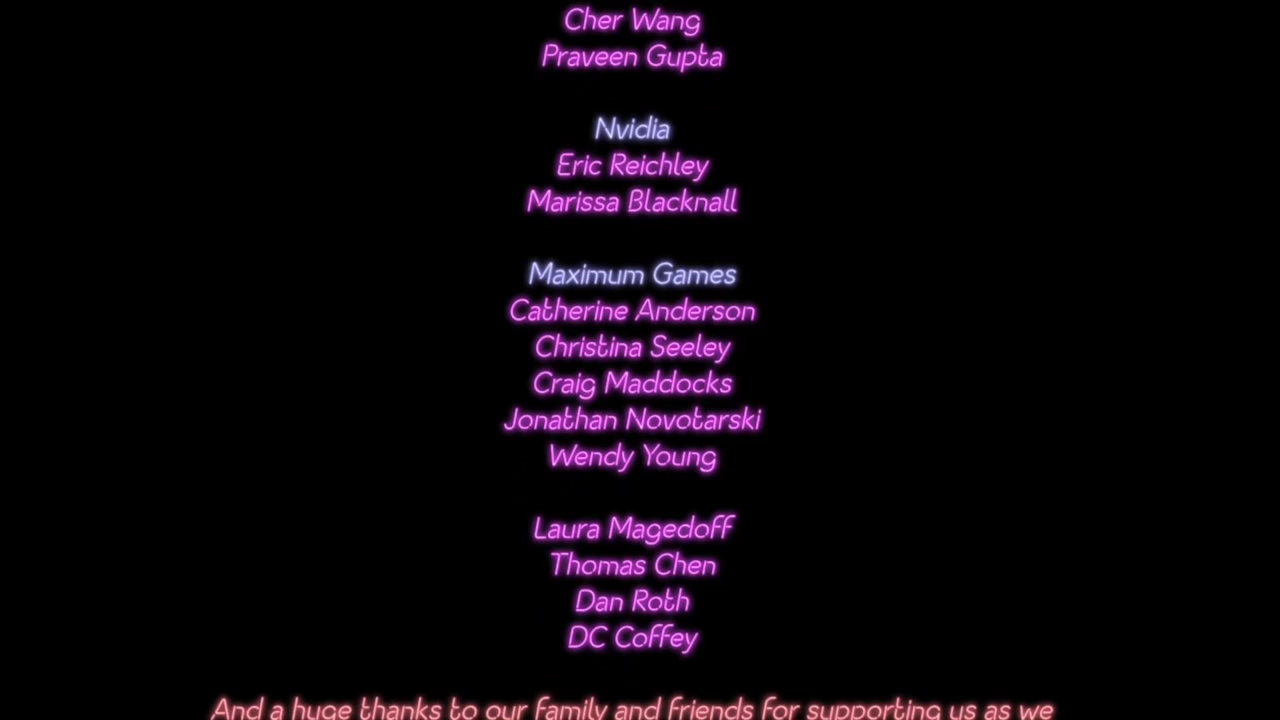 Cher Wang
Praveen Gupta
Nvidia
Eric Reichley
Marissa Blacknall
Maximum Games
Catherine Anderson
Christina Seeley
Craig Maddocks
Jonathan Novotarski
Wendy Young
Laura Magedoff
Thomas Chen
Dan Roth
DC Coffey
And a huge thanks to our family and friends for supporting us as we